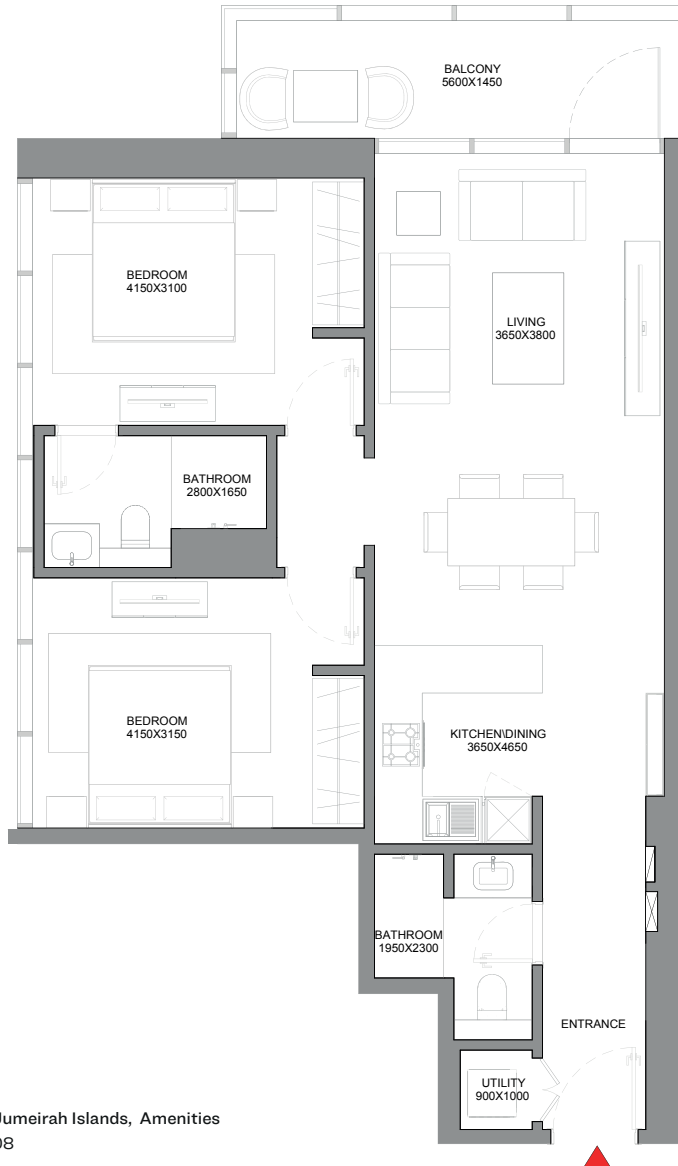 BALCONY
5600X1450
BEDROOM
4150X3100
LIVING
3650X3800
BATHROOM
2800X1650
BEDROOM
4150X3150
KITCHEN\DINING
3650X4650
BATHROOM
1950X2300
ENTRANCE
UTILITY
900X1000
Jumeirah Islands, Amenities
08